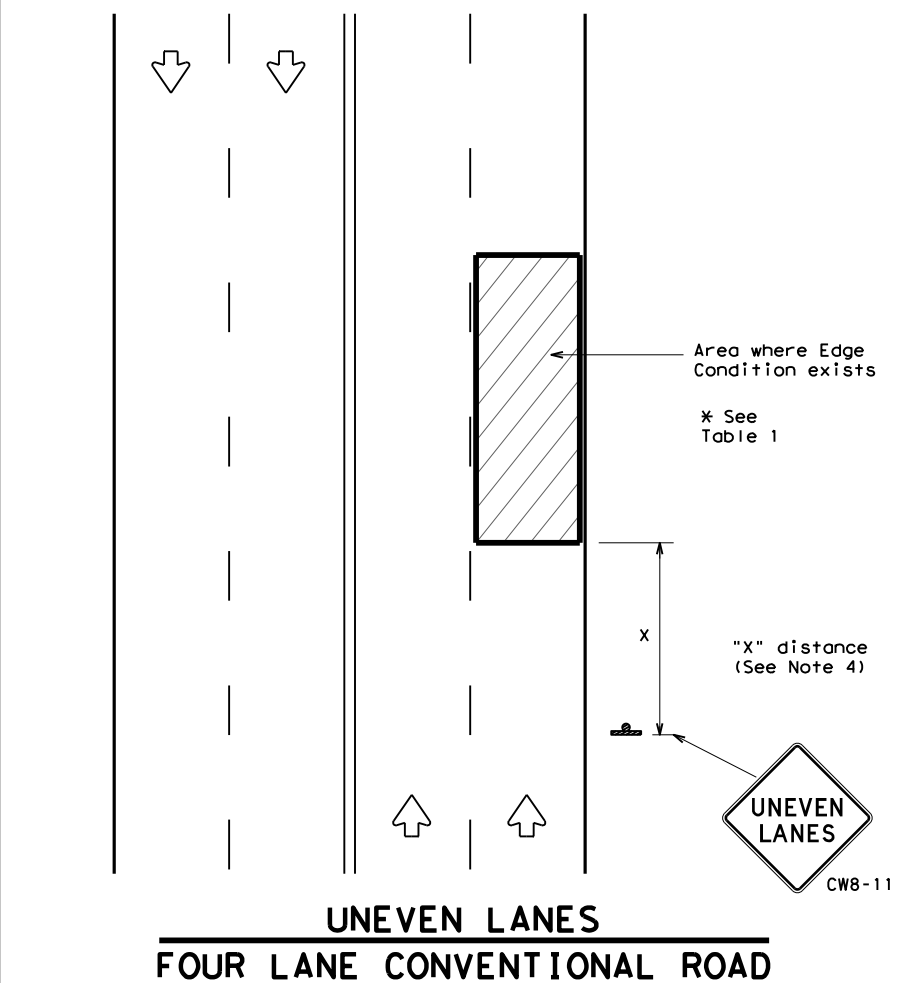 Area where Edge
Condition exists
* See
Table 1
X
"X" distance
(See Note 4)
UNEVEN
LANES
CW8-11
UNEVEN LANES
FOUR LANE CONVENTIONAL ROAD